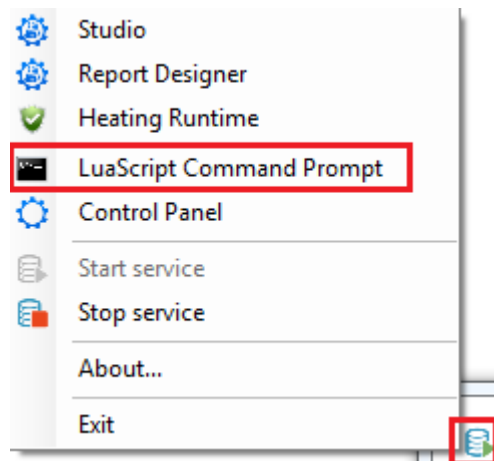 Studio
Report Designer
Heating Runtime
LuaScript Command Prompt
Control Panel
Start service
Stop service
About...
Exit